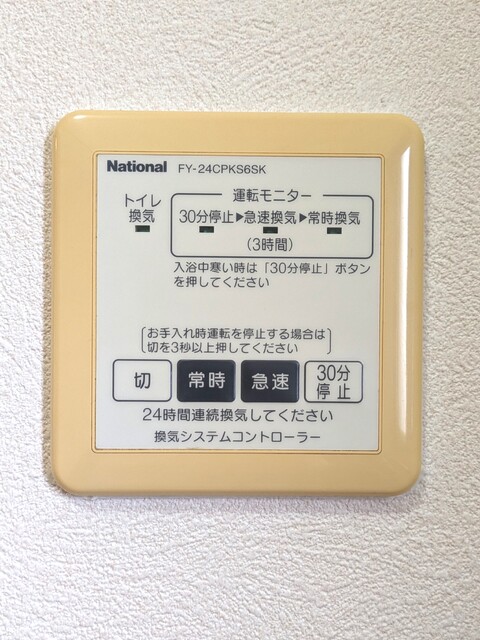 National FY-24CPKS6SK
トイレ
換気
運転モニター
30分停止▶急速換気▶常時換気
(3時間)
入浴中寒い時は「30分停止」ボタン
を押してください
お手入れ時運転を停止する場合は
切を3秒以上押してください
切 常時 急速 30分
停止
24時間連続換気してください
換気システムコントローラー